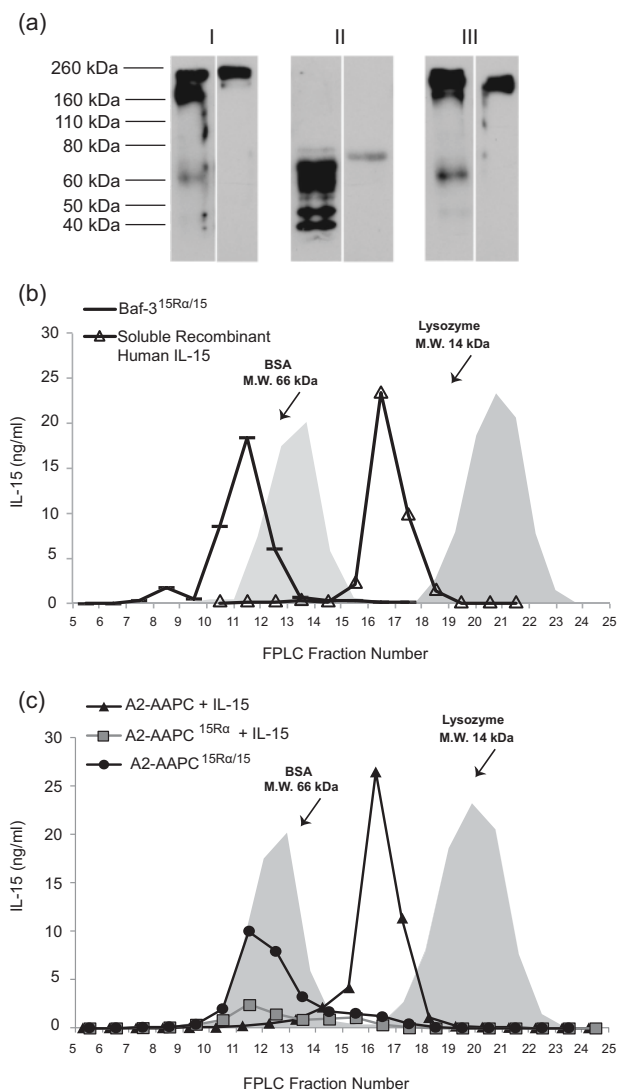 (a)
I II III
260 kDa
160 kDa
110 kDa
80 kDa
60 kDa
50 kDa
40 kDa
(b)
Baf-3 15Rα/15
Soluble Recombinant
Human IL-15
BSA
M.W. 66 kDa
Lysozyme
M.W. 14 kDa
IL-15 (ng/ml)
30
25
20
15
10
5
0
5 6 7 8 9 10 11 12 13 14 15 16 17 18 19 20 21 22 23 24 25
FPLC Fraction Number
(c)
A2-AAPC + IL-15
A2-AAPC 15Rα + IL-15
A2-AAPC 15Rα/15
BSA
M.W. 66 kDa
Lysozyme
M.W. 14 kDa
IL-15 (ng/ml)
30
25
20
15
10
5
0
5 6 7 8 9 10 11 12 13 14 15 16 17 18 19 20 21 22 23 24 25
FPLC Fraction Number